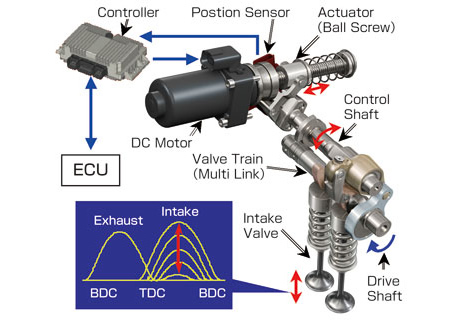 Controller
Postion Sensor
Actuator
(Ball Screw)
Control
Shaft
DC Motor
Valve Train
(Multi Link)
ECU
Intake
Exhaust
BDC TDC BDC
Intake
Valve
Drive
Shaft